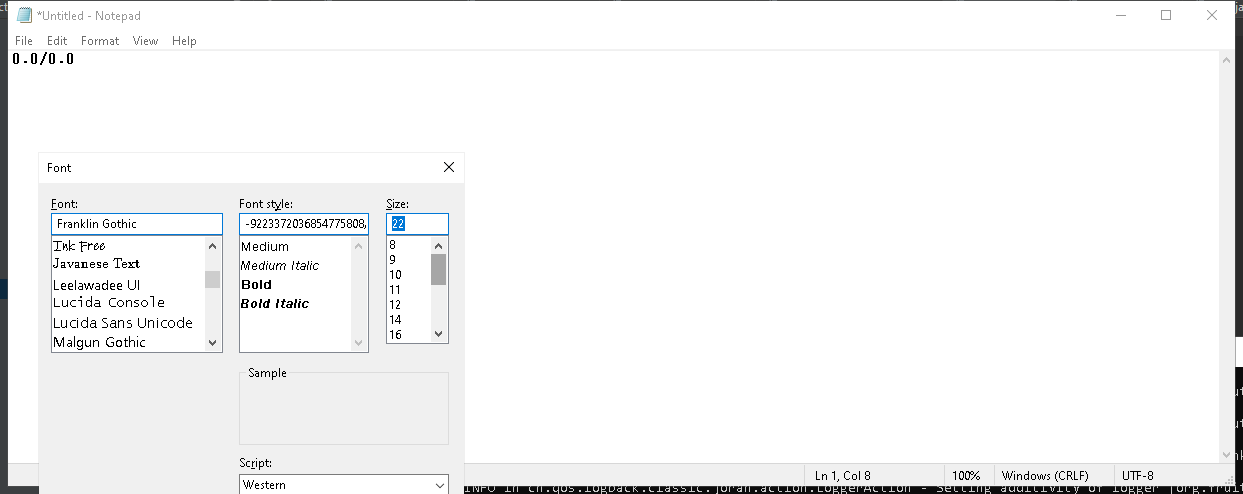 *Untitled - Notepad
File Edit Format View Help
0.0/0.0
Font
Font: Font style: Size:
Franklin Gothic -9223372036854775808, 22
Ink Free
Javanese Text
Leelawadee UI
Lucida Console
Lucida Sans Unicode
Malgun Gothic
Medium
Medium Italic
Bold
Bold Italic
8
9
10
11
12
14
16
Sample
Script:
Western
Ln 1, Col 8 100% Windows (CRLF) UTF-8
INFO in ch.qos.logback.classic.joran.action.LoggerAction - Setting additivity of logger [org.fruit